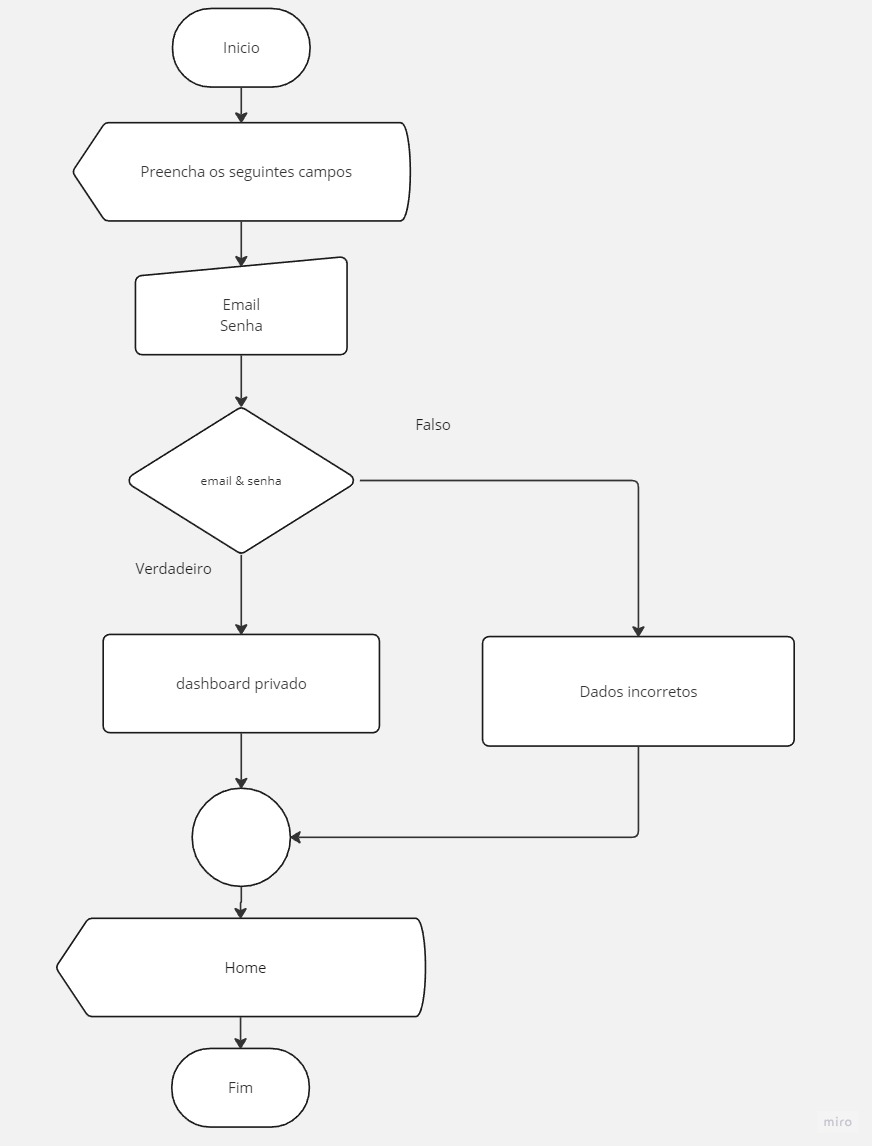 Inicio
Preencha os seguintes campos
Email
Senha
Falso
email & senha
Verdadeiro
dashboard privado
Dados incorretos
Home
Fim
miro